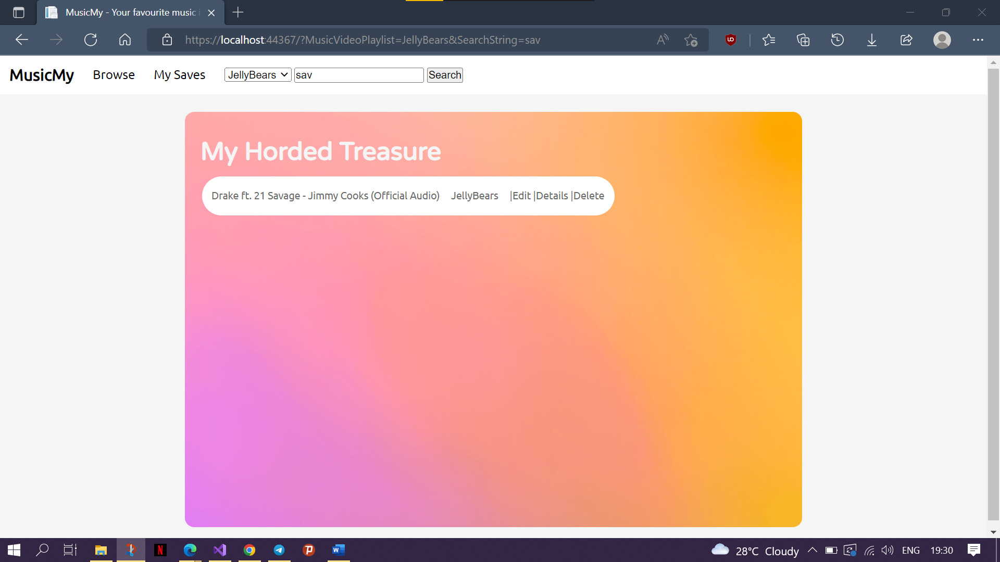 MusicMy - Your favourite music i
https://localhost:44367/?MusicVideoPlaylist=JellyBears&SearchString=sav
MusicMy Browse My Saves JellyBears sav Search
My Horded Treasure
Drake ft. 21 Savage - Jimmy Cooks (Official Audio) JellyBears |Edit |Details |Delete
28°C Cloudy ENG 19:30